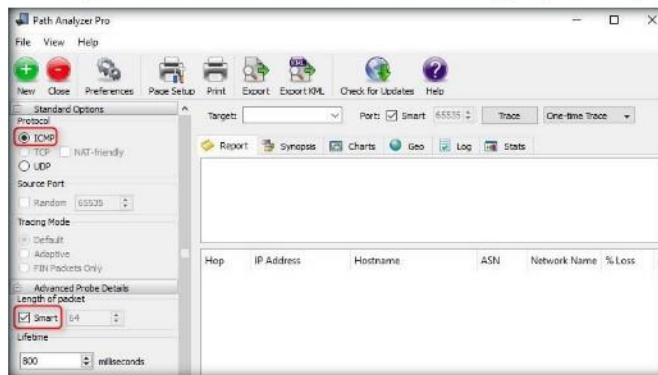 Path Analyzer Pro
File View Help
New Close Preferences Page Setup Print Export Export KML Check for Updates Help
Standard Options
Protocol
ICMP
TCP NAT-friendly
UDP
Source Port
Random 65535
Tracing Mode
Default
Adaptive
FIN Packets Only
Advanced Probe Details
Length of packet
Smart 64
Lifetime
800 milliseconds
Target: Port: Smart 65535 Trace One-time Trace
Report Synopsis Charts Geo Log Stats
Hop IP Address Hostname ASN Network Name % Loss